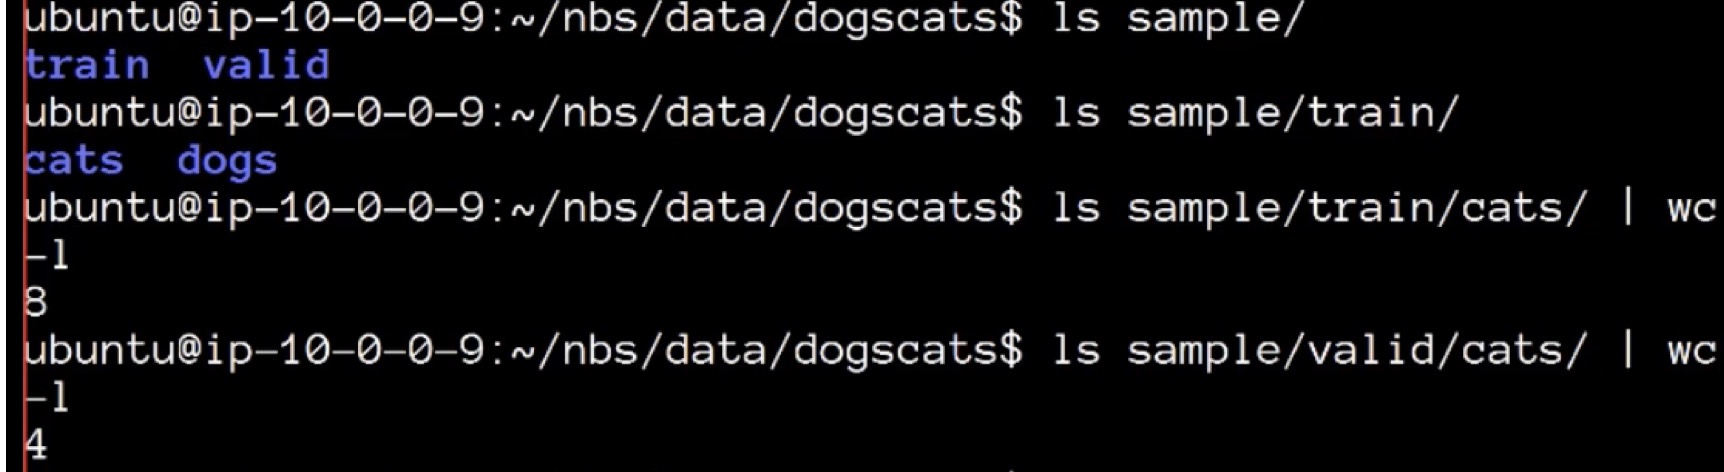 ubuntu@ip-10-0-0-9:~/nbs/data/dogscats$ ls sample/
train  valid
ubuntu@ip-10-0-0-9:~/nbs/data/dogscats$ ls sample/train/
cats  dogs
ubuntu@ip-10-0-0-9:~/nbs/data/dogscats$ ls sample/train/cats/ | wc
-l
8
ubuntu@ip-10-0-0-9:~/nbs/data/dogscats$ ls sample/valid/cats/ | wc
-l
4